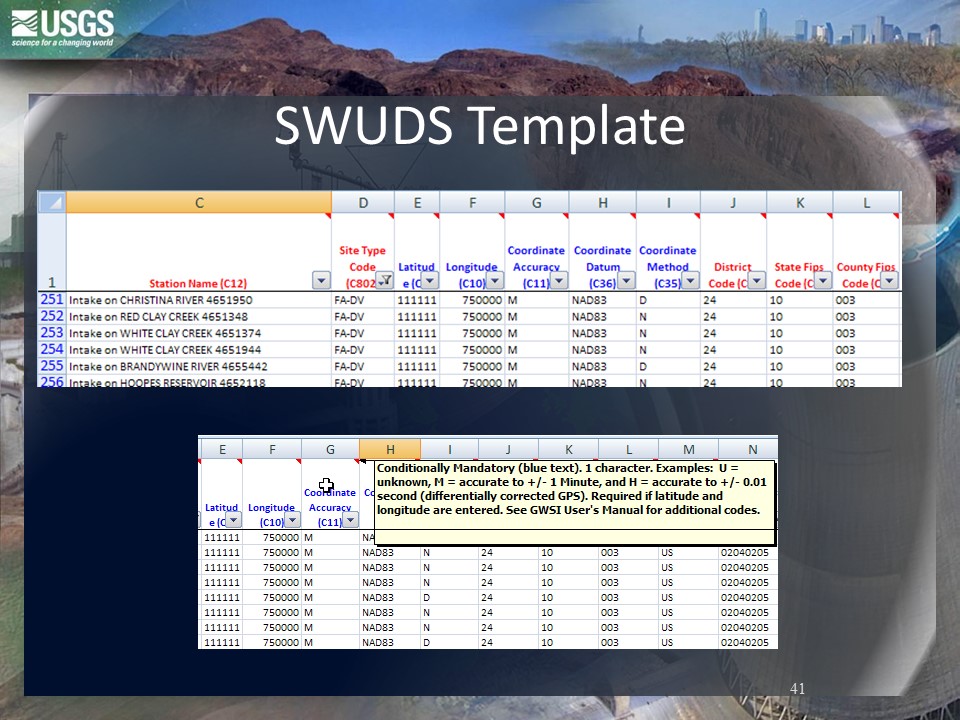 USGS
science for a changing world
SWUDS Template
C D E F G H I J K L
1 Station Name (C12) Site Type Code (C802 Latitud e (C Longitude (C10) Coordinate Accuracy (C11) Coordinate Datum (C36) Coordinate Method (C35) District Code (C State Fips Code (C County Fips Code (C
251 Intake on CHRISTINA RIVER 4651950 FA-DV 111111 750000 M NAD83 D 24 10 003
252 Intake on RED CLAY CREEK 4651348 FA-DV 111111 750000 M NAD83 N 24 10 003
253 Intake on WHITE CLAY CREEK 4651374 FA-DV 111111 750000 M NAD83 N 24 10 003
254 Intake on WHITE CLAY CREEK 4651944 FA-DV 111111 750000 M NAD83 N 24 10 003
255 Intake on BRANDYWINE RIVER 4655442 FA-DV 111111 750000 M NAD83 D 24 10 003
256 Intake on HOOPES RESERVOIR 4652118 FA-DV 111111 750000 M NAD83 N 24 10 003
E F G H I J K L M N
Latitud e (C Longitude (C10) Coordinate Accuracy (C11) Co
Conditionally Mandatory (blue text). 1 character. Examples: U =
unknown, M = accurate to +/- 1 Minute, and H = accurate to +/- 0.01
second (differentially corrected GPS). Required if latitude and
longitude are entered. See GWSI User's Manual for additional codes.
111111 750000 M NA
111111 750000 M NAD83 N 24 10 003 US 02040205
111111 750000 M NAD83 N 24 10 003 US 02040205
111111 750000 M NAD83 N 24 10 003 US 02040205
111111 750000 M NAD83 D 24 10 003 US 02040205
111111 750000 M NAD83 N 24 10 003 US 02040205
111111 750000 M NAD83 N 24 10 003 US 02040205
111111 750000 M NAD83 D 24 10 003 US 02040205
41